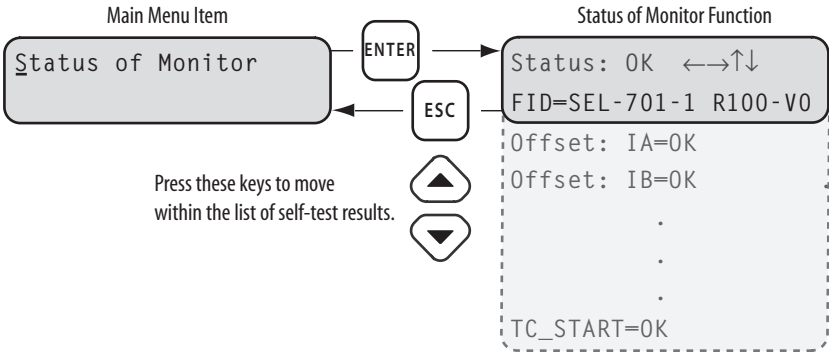 Main Menu Item
Status of Monitor Function
Status of Monitor
ENTER
ESC
Status: OK ←→↑↓
FID=SEL-701-1 R100-V0
Offset: IA=OK
Offset: IB=OK
.
.
.
TC_START=OK
Press these keys to move
within the list of self-test results.